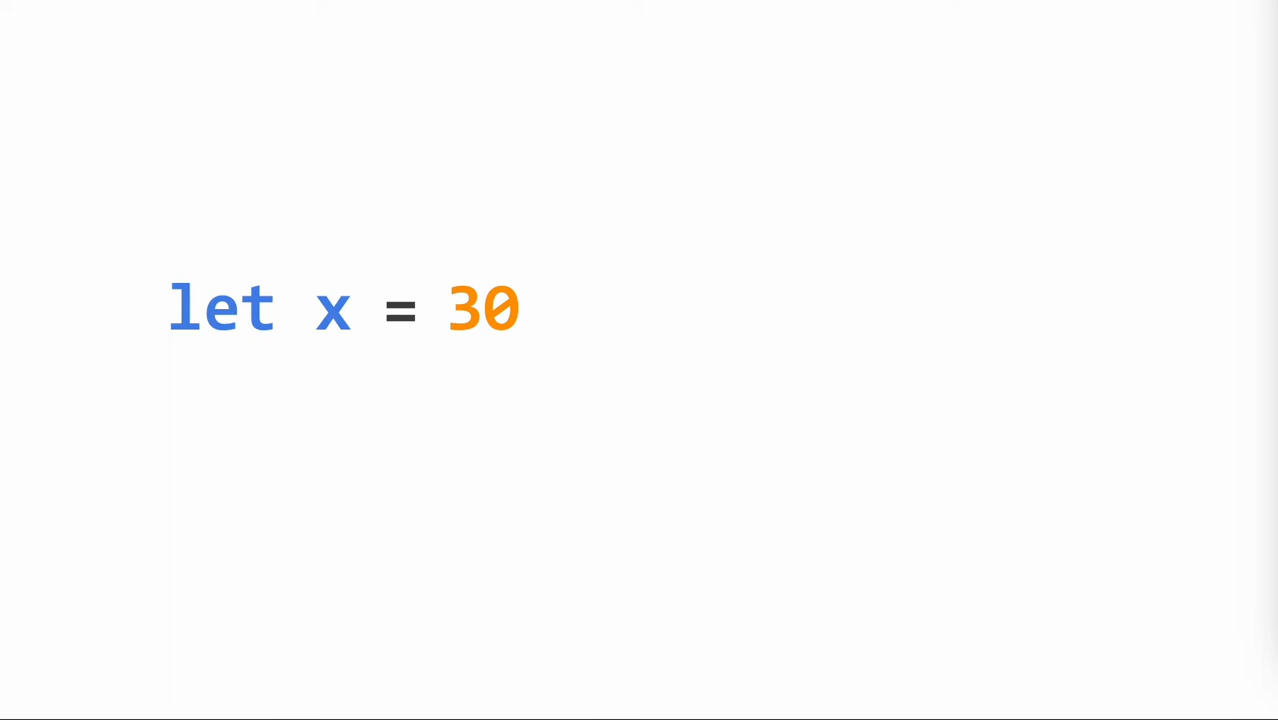 let x = 30